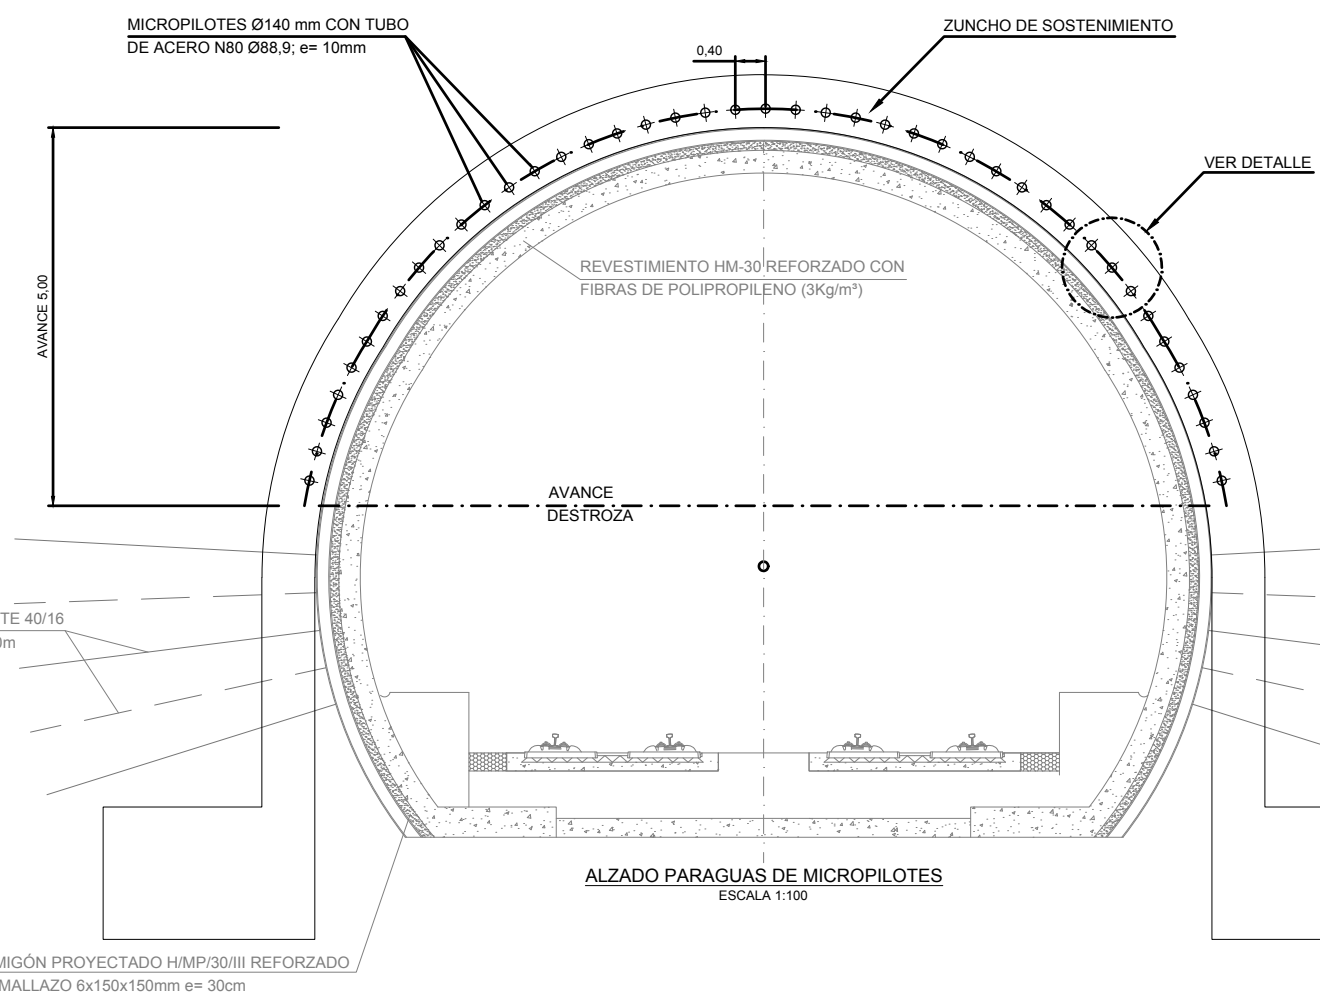 MICROPILOTES Ø140 mm CON TUBO
DE ACERO N80 Ø88,9; e= 10mm
0,40
ZUNCHO DE SOSTENIMIENTO
VER DETALLE
REVESTIMIENTO HM-30 REFORZADO CON
FIBRAS DE POLIPROPILENO (3Kg/m³)
AVANCE 5,00
AVANCE
DESTROZA
TE 40/16
0m
ALZADO PARAGUAS DE MICROPILOTES
ESCALA 1:100
MIGÓN PROYECTADO H/MP/30/III REFORZADO
MALLAZO 6x150x150mm e= 30cm